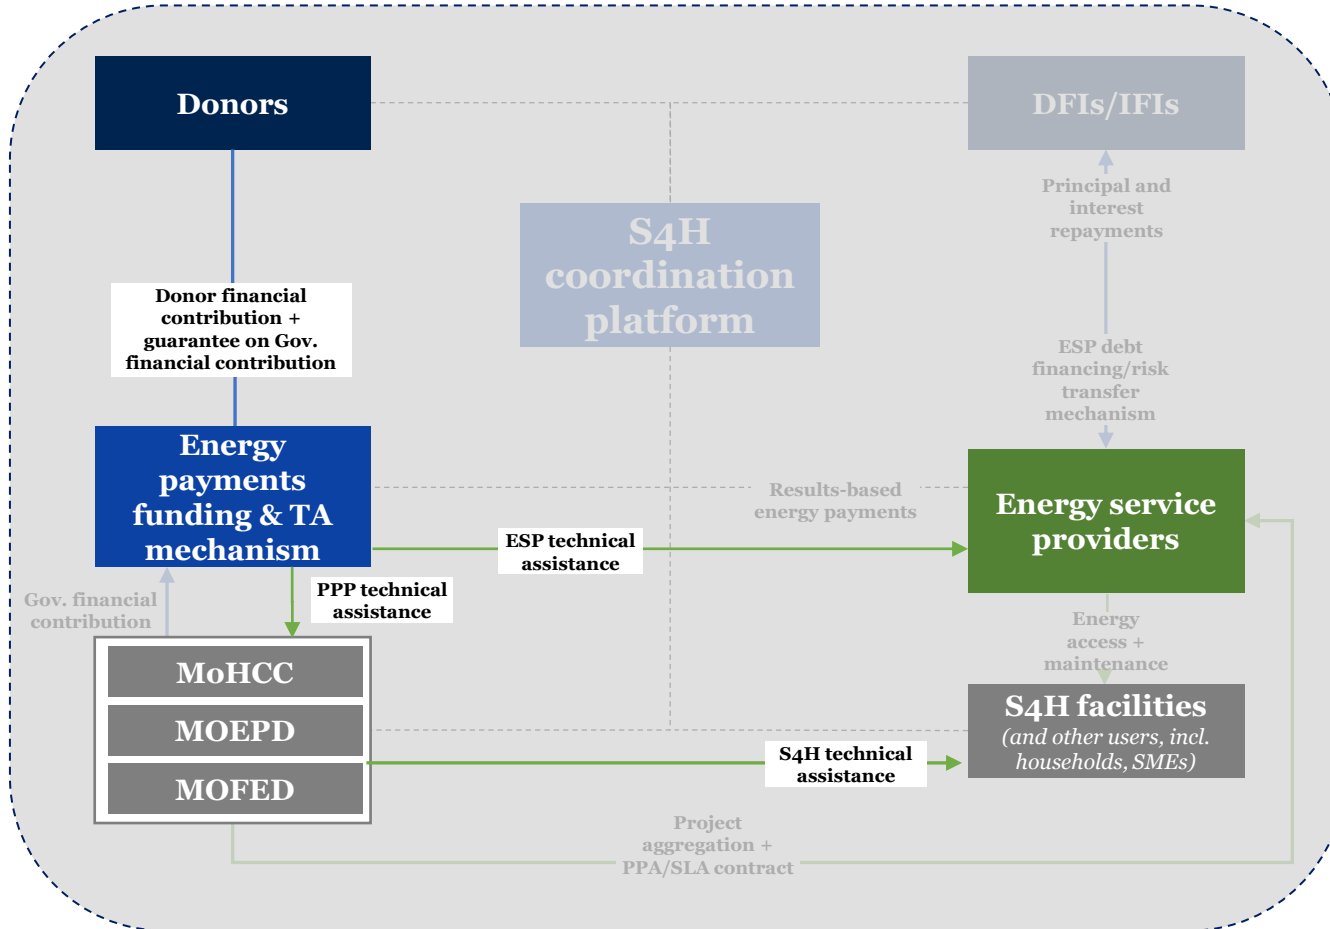 Donors
DFIs/IFIs
Principal and
interest
repayments
S4H
coordination
platform
Donor financial
contribution +
guarantee on Gov.
financial contribution
ESP debt
financing/risk
transfer
mechanism
Energy
payments
funding & TA
mechanism
Results-based
energy payments
Energy service
providers
ESP technical
assistance
PPP technical
assistance
Gov. financial
contribution
Energy
access +
maintenance
MoHCC
MOEPD
MOFED
S4H facilities
(and other users, incl.
households, SMEs)
S4H technical
assistance
Project
aggregation +
PPA/SLA contract